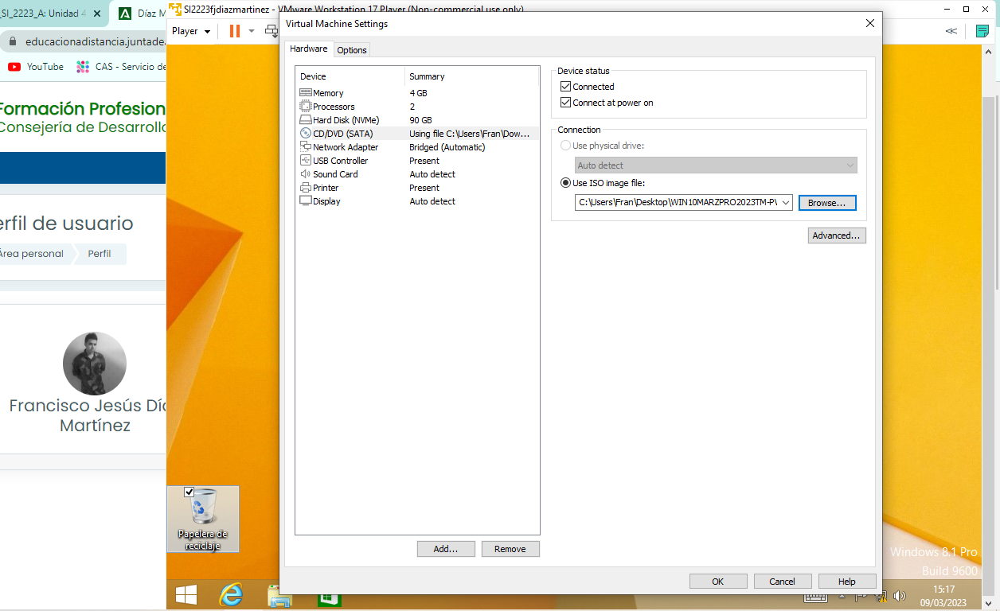 _SI_2223_A: Unidad 4
Díaz M
educacionadistancia.juntade
YouTube
CAS - Servicio de
Formación Profesion
Consejería de Desarrollo
erfil de usuario
Área personal
Perfil
Francisco Jesús Día
Martínez
SI2223fjdiazmartinez - VMware Workstation 17 Player (Non-commercial use only)
Player
Virtual Machine Settings
Hardware
Options
Device Summary
Memory 4 GB
Processors 2
Hard Disk (NVMe) 90 GB
CD/DVD (SATA) Using file C:\Users\Fran\Dow...
Network Adapter Bridged (Automatic)
USB Controller Present
Sound Card Auto detect
Printer Present
Display Auto detect
Add...
Remove
Device status
Connected
Connect at power on
Connection
Use physical drive:
Auto detect
Use ISO image file:
C:\Users\Fran\Desktop\WIN10MARZPRO2023TM-P\
Browse...
Advanced...
OK
Cancel
Help
Papelera de
reciclaje
Windows 8.1 Pro
Build 9600
15:17
09/03/2023